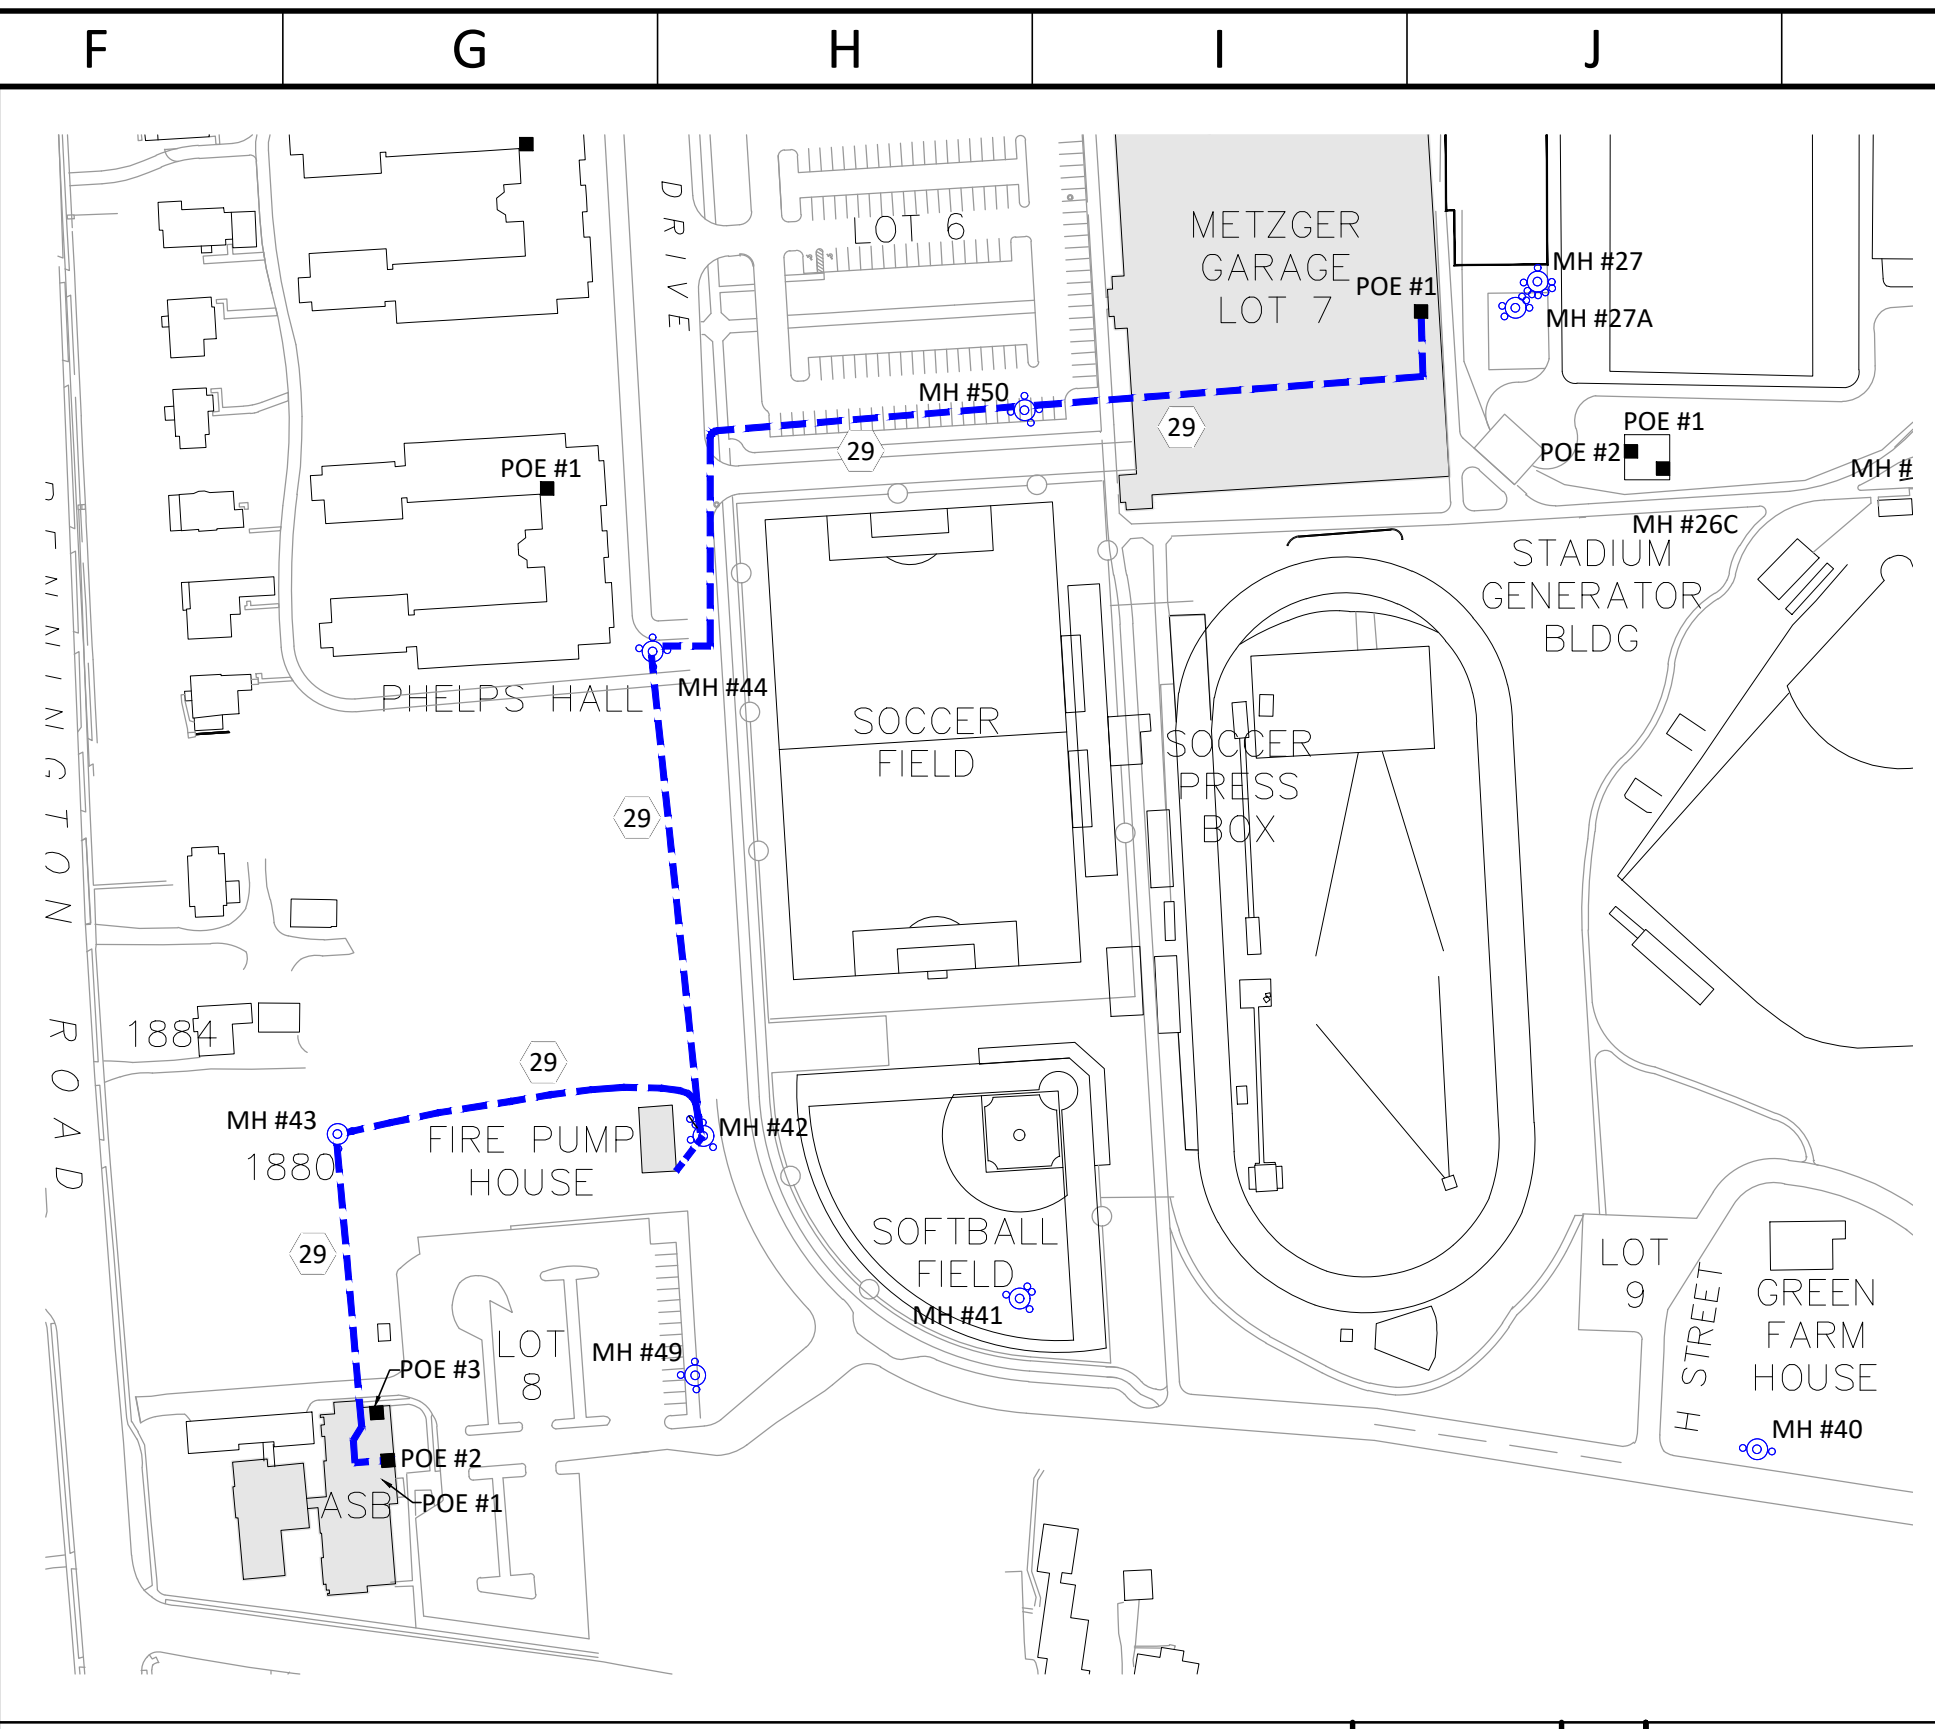 F G H I J
DRIVE
LOT 6
METZGER
GARAGE
LOT 7
POE #1
MH #27
MH #27A
MH #50
29
29
POE #1
POE #2
MH #
POE #1
MH #26C
STADIUM
GENERATOR
BLDG
PHELPS HALL
MH #44
SOCCER
FIELD
SOCCER
PRESS
BOX
29
PENNINGTON ROAD
1884
29
MH #43
1880
FIRE PUMP
HOUSE
MH #42
29
SOFTBALL
FIELD
MH #41
LOT
9
H STREET
GREEN
FARM
HOUSE
MH #40
LOT
8
MH #49
POE #3
POE #2
POE #1
ASB